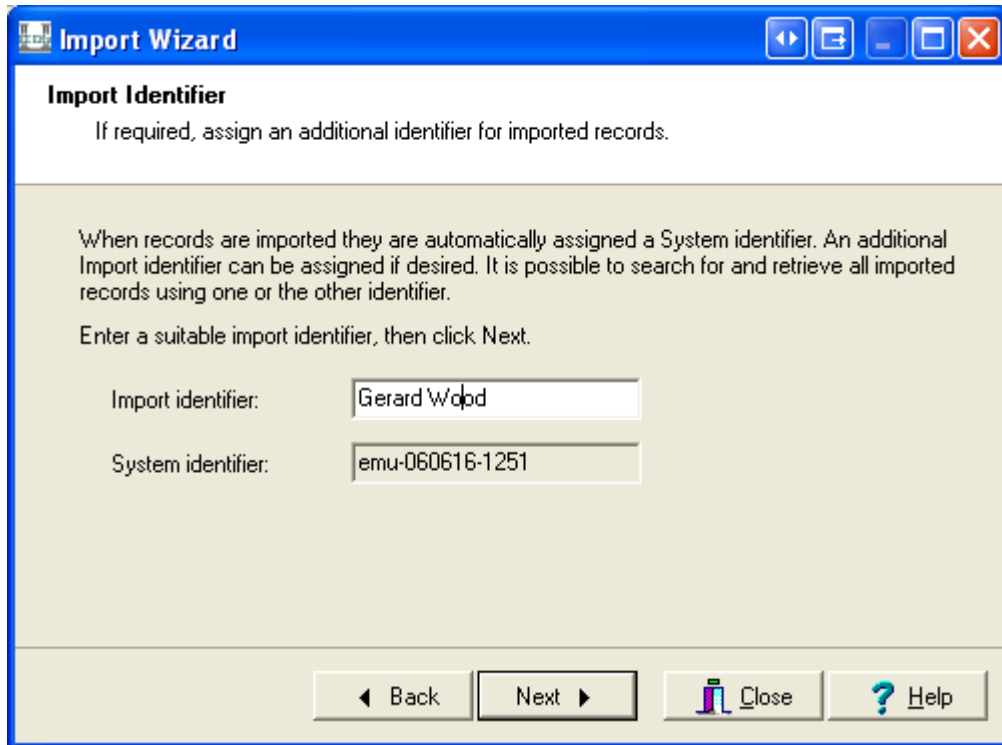 Import Wizard
Import Identifier
If required, assign an additional identifier for imported records.
When records are imported they are automatically assigned a System identifier. An additional
Import identifier can be assigned if desired. It is possible to search for and retrieve all imported
records using one or the other identifier.
Enter a suitable import identifier, then click Next.
Import identifier: Gerard Wood
System identifier: emu-060616-1251
Back Next Close ? Help